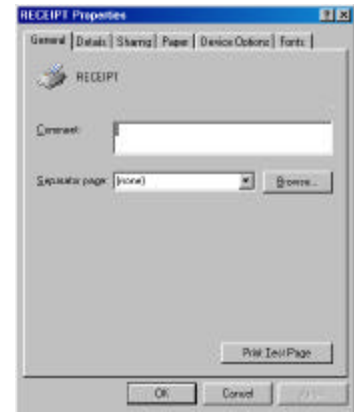 RECEIPT Properties
General Details Sharing Paper Device Options Fonts
RECEIPT
Comment:
Separator page: (none) Browse...
Print Test Page
OK Cancel